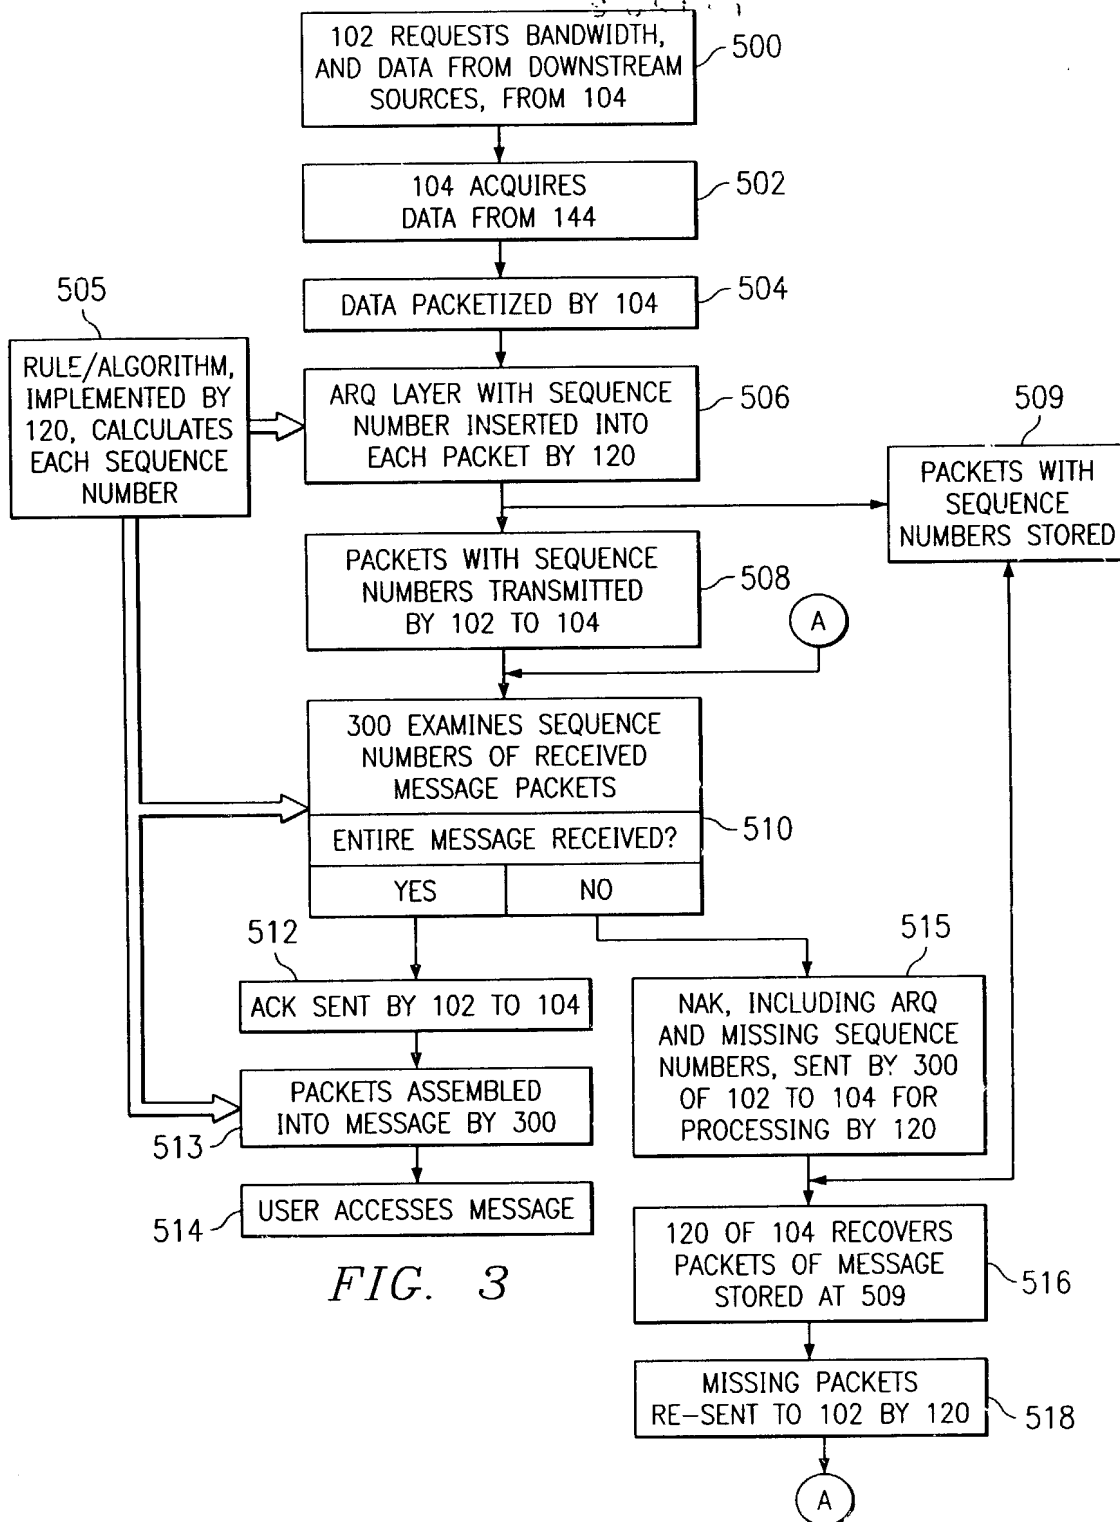 102 REQUESTS BANDWIDTH,
AND DATA FROM DOWNSTREAM
SOURCES, FROM 104
500
104 ACQUIRES
DATA FROM 144
502
DATA PACKETIZED BY 104
504
505
RULE/ALGORITHM,
IMPLEMENTED BY
120, CALCULATES
EACH SEQUENCE
NUMBER
ARQ LAYER WITH SEQUENCE
NUMBER INSERTED INTO
EACH PACKET BY 120
506
509
PACKETS WITH
SEQUENCE
NUMBERS STORED
PACKETS WITH SEQUENCE
NUMBERS TRANSMITTED
BY 102 TO 104
508
A
300 EXAMINES SEQUENCE
NUMBERS OF RECEIVED
MESSAGE PACKETS
ENTIRE MESSAGE RECEIVED?
YES
NO
510
512
ACK SENT BY 102 TO 104
PACKETS ASSEMBLED
INTO MESSAGE BY 300
513
USER ACCESSES MESSAGE
514
515
NAK, INCLUDING ARQ
AND MISSING SEQUENCE
NUMBERS, SENT BY 300
OF 102 TO 104 FOR
PROCESSING BY 120
120 OF 104 RECOVERS
PACKETS OF MESSAGE
STORED AT 509
516
MISSING PACKETS
RE-SENT TO 102 BY 120
518
A
FIG. 3